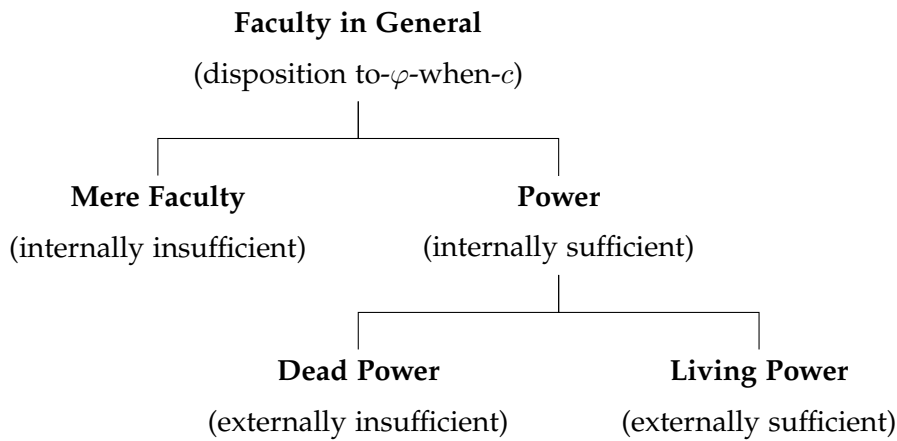 Faculty in General
(disposition to-φ-when-c)
Mere Faculty
Power
(internally insufficient)
(internally sufficient)
Dead Power
Living Power
(externally insufficient)
(externally sufficient)